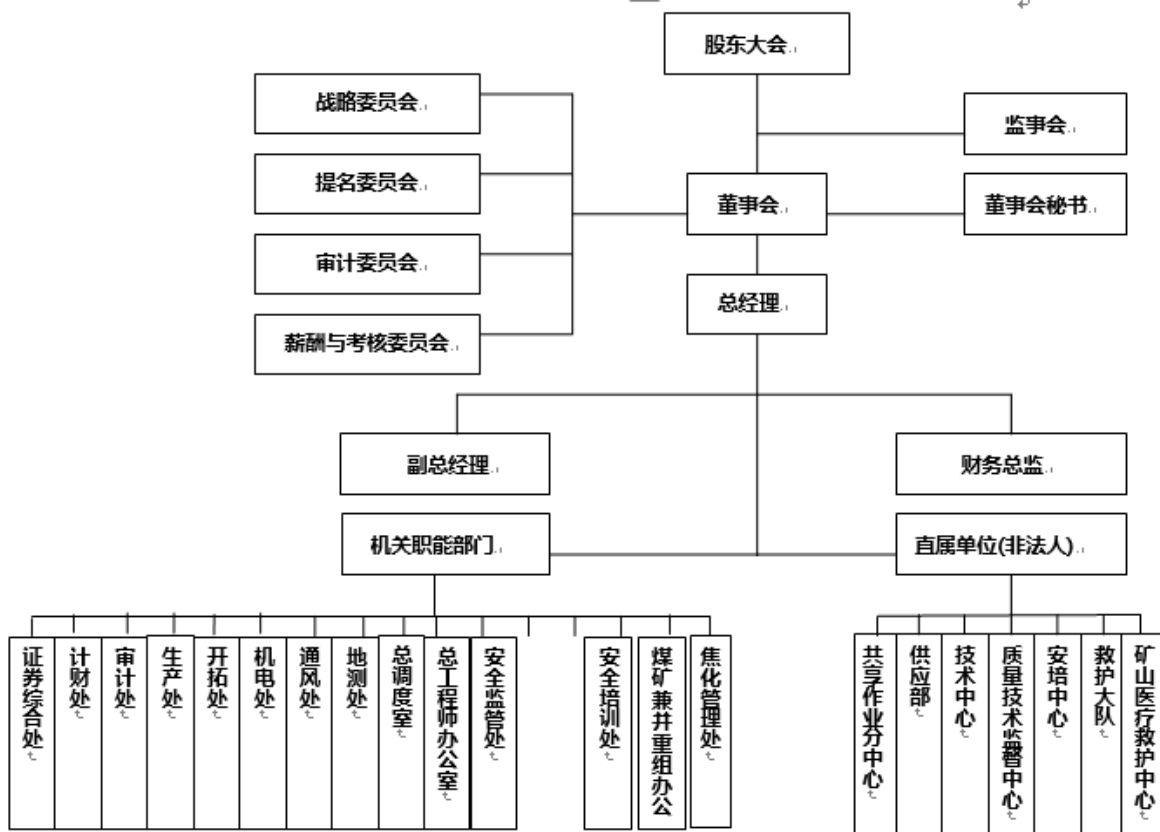 股东大会
战略委员会
监事会
提名委员会
董事会
董事会秘书
审计委员会
总经理
薪酬与考核委员会
副总经理
财务总监
机关职能部门
直属单位(非法人)
证券综合处
计财处
审计处
生产处
开拓处
机电处
通风处
地测处
总调度室
总工程师办公室
安全监管处
安全培训处
煤矿兼并重组办公
焦化管理处
共享作业分中心
供应部
技术中心
质量技术监督中心
安培中心
救护大队
矿山医疗救护中心